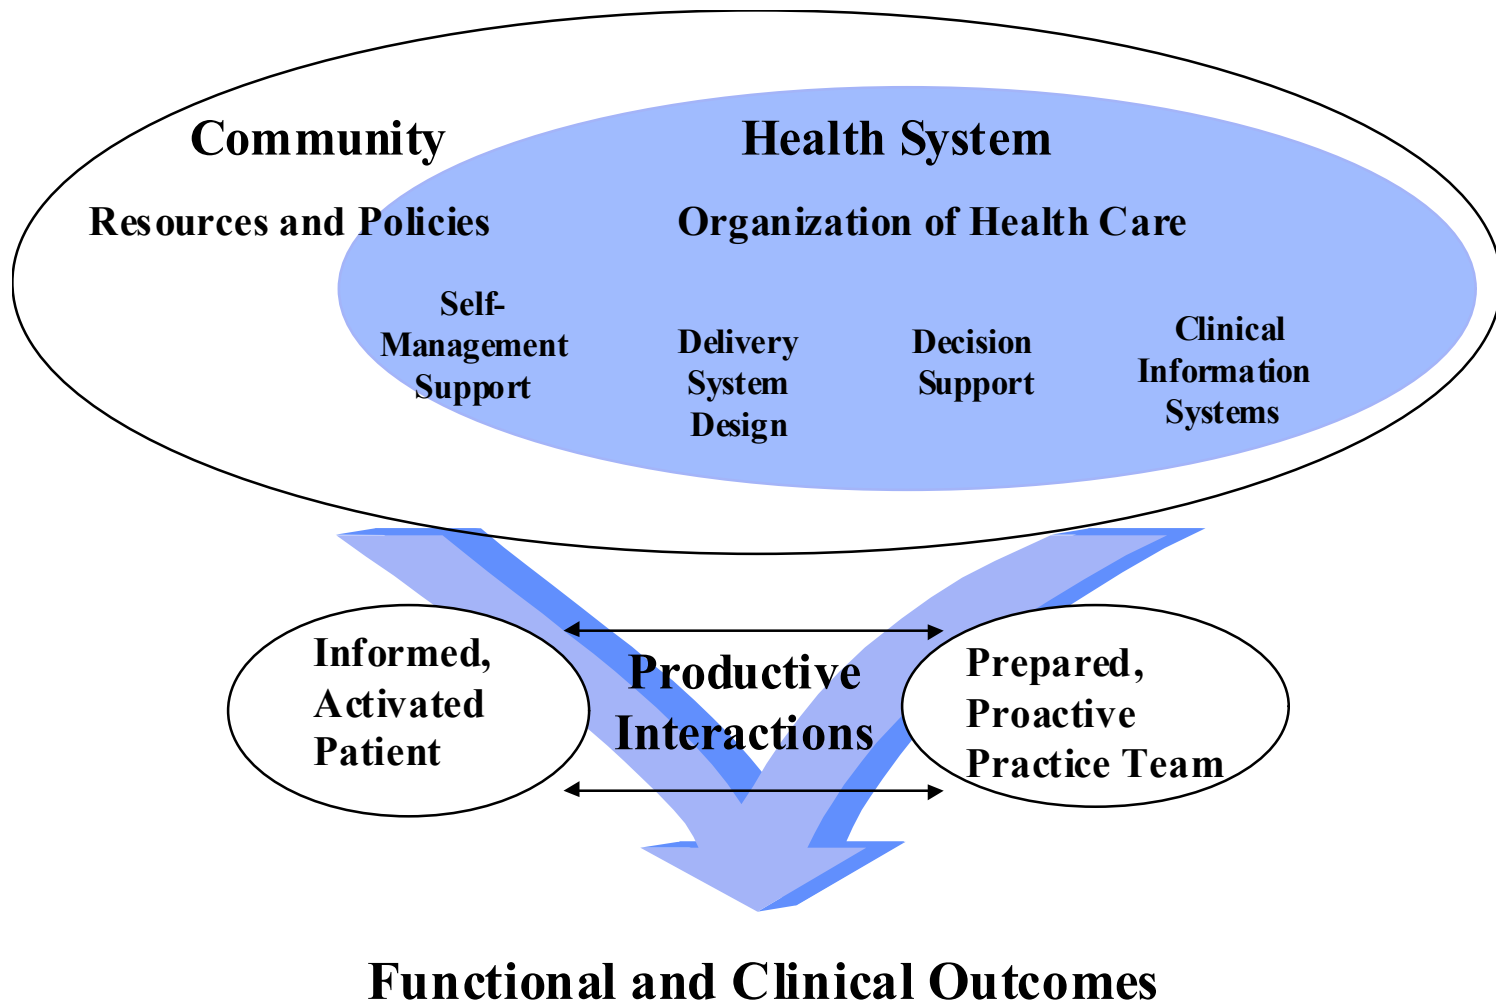 Community
Health System
Resources and Policies
Organization of Health Care
Self-
Management
Support
Delivery
System
Design
Decision
Support
Clinical
Information
Systems
Informed,
Activated
Patient
Productive
Interactions
Prepared,
Proactive
Practice Team
Functional and Clinical Outcomes